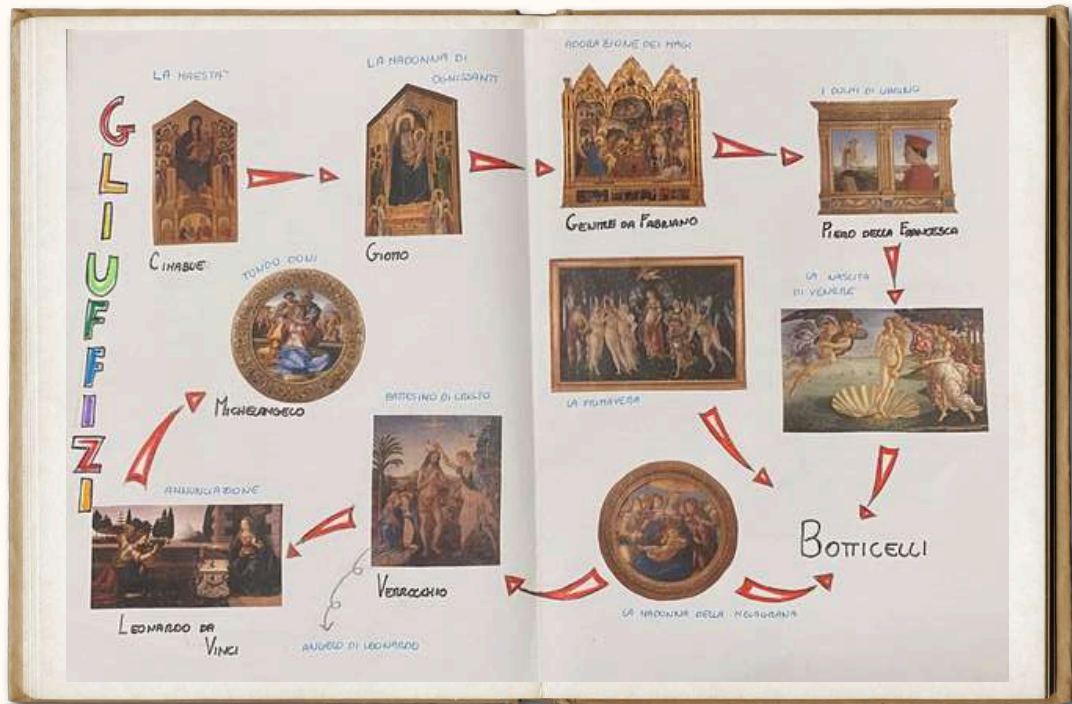 GLI UFFIZI
LA MAESTA'
CIMABUE
LA MADONNA DI
OGNISSANTI
GIOTTO
ADORAZIONE DEI MAGI
GENTILE DA FABRIANO
I DUCHI DI URBINO
PIERO DELLA FRANCESCA
LA NASCITA
DI VENERE
LA PRIMAVERA
BOTTICELLI
LA MADONNA DELLA MELAGRANA
BATTESIMO DI CRISTO
VERROCCHIO
ANGELO DI LEONARDO
ANNUNCIAZIONE
LEONARDO DA
VINCI
TONDO DONI
MICHELANGELO